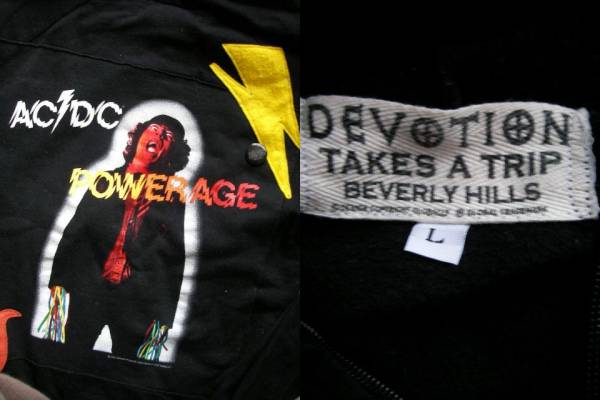 AC/DC
POWERAGE
DEVOTION
TAKES A TRIP
BEVERLY HILLS
L